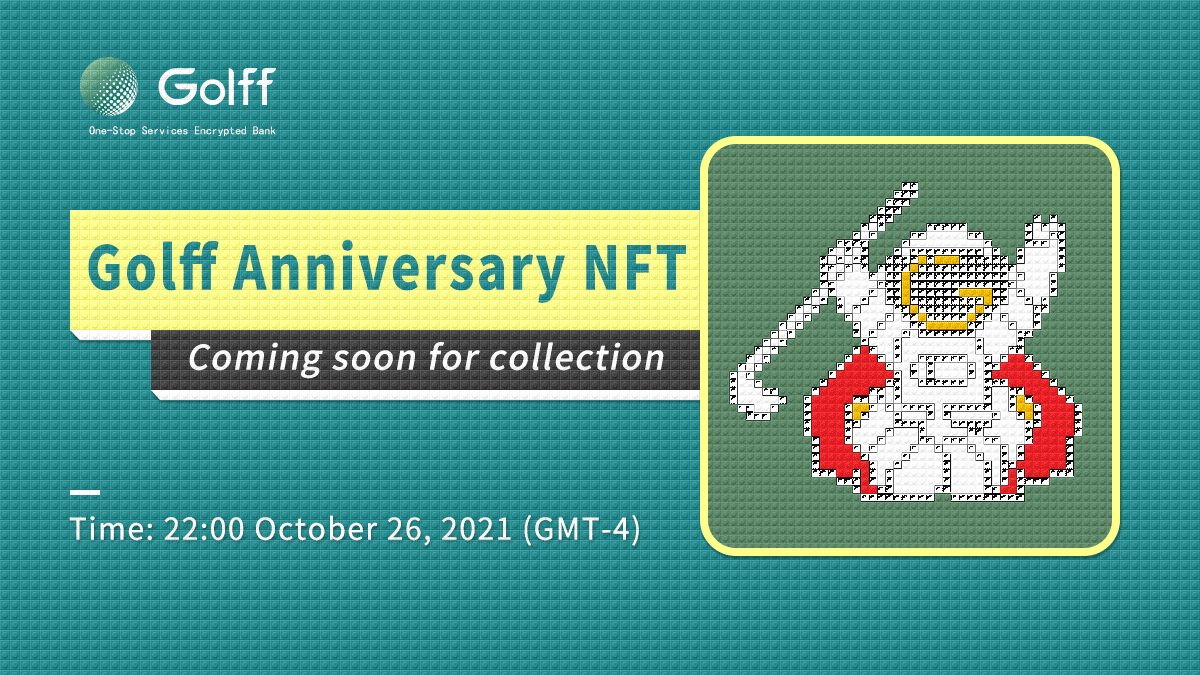 Golff
One-Stop Services Encrypted Bank
Golff Anniversary NFT
Coming soon for collection
Time: 22:00 October 26, 2021 (GMT-4)